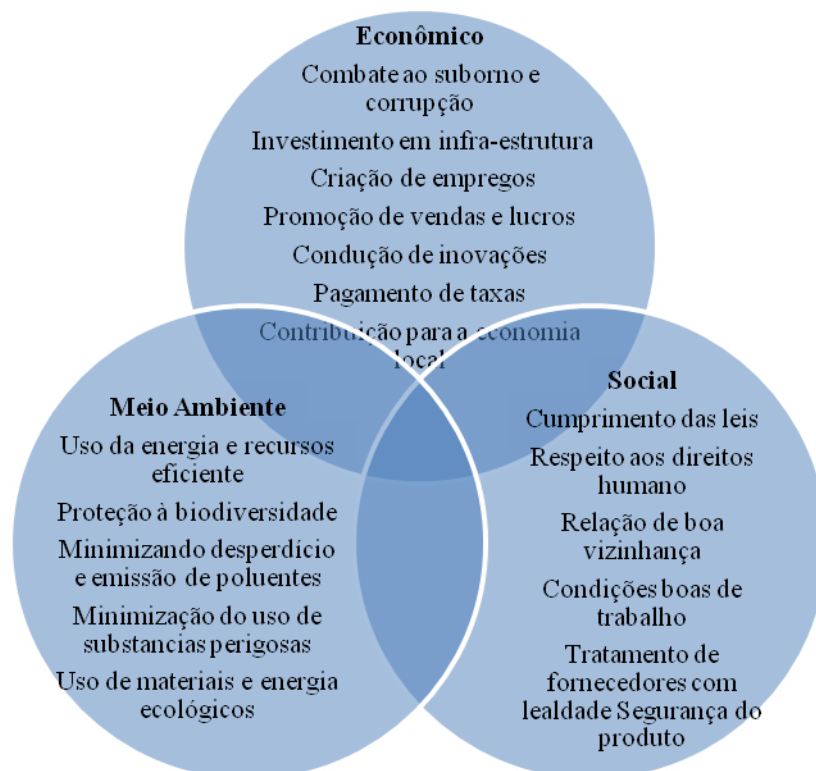 Econômico
Combate ao suborno e
corrupção
Investimento em infra-estrutura
Criação de empregos
Promoção de vendas e lucros
Condução de inovações
Pagamento de taxas
Contribuição para a economia
local
Meio Ambiente
Uso da energia e recursos
eficiente
Proteção à biodiversidade
Minimizando desperdício
e emissão de poluentes
Minimização do uso de
substancias perigosas
Uso de materiais e energia
ecológicos
Social
Cumprimento das leis
Respeito aos direitos
humano
Relação de boa
vizinhança
Condições boas de
trabalho
Tratamento de
fornecedores com
lealdade Segurança do
produto